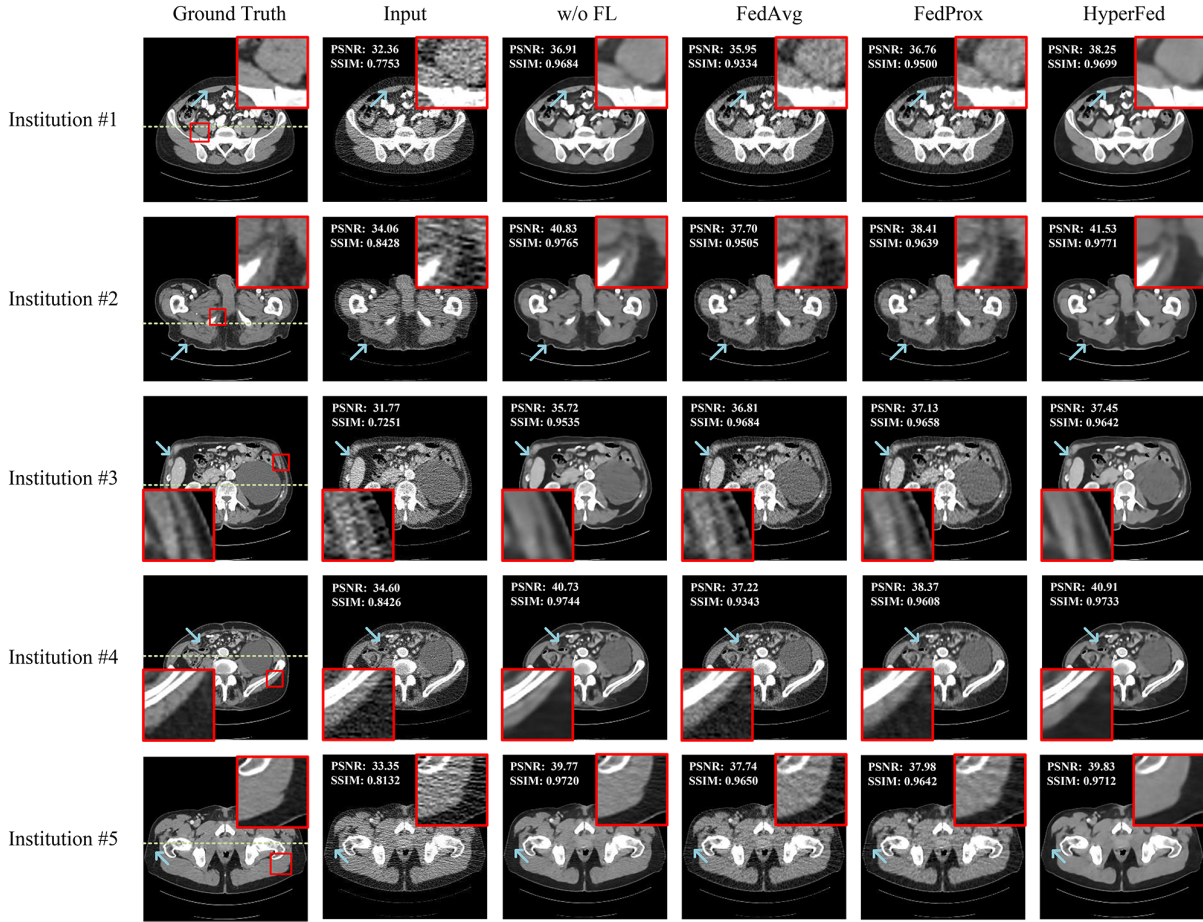 Ground Truth Input w/o FL FedAvg FedProx HyperFed
Institution #1
PSNR: 32.36
SSIM: 0.7753
PSNR: 36.91
SSIM: 0.9684
PSNR: 35.95
SSIM: 0.9334
PSNR: 36.76
SSIM: 0.9500
PSNR: 38.25
SSIM: 0.9699
Institution #2
PSNR: 34.06
SSIM: 0.8428
PSNR: 40.83
SSIM: 0.9765
PSNR: 37.70
SSIM: 0.9505
PSNR: 38.41
SSIM: 0.9639
PSNR: 41.53
SSIM: 0.9771
Institution #3
PSNR: 31.77
SSIM: 0.7251
PSNR: 35.72
SSIM: 0.9535
PSNR: 36.81
SSIM: 0.9684
PSNR: 37.13
SSIM: 0.9658
PSNR: 37.45
SSIM: 0.9642
Institution #4
PSNR: 34.60
SSIM: 0.8426
PSNR: 40.73
SSIM: 0.9744
PSNR: 37.22
SSIM: 0.9343
PSNR: 38.37
SSIM: 0.9608
PSNR: 40.91
SSIM: 0.9733
Institution #5
PSNR: 33.35
SSIM: 0.8132
PSNR: 39.77
SSIM: 0.9720
PSNR: 37.74
SSIM: 0.9650
PSNR: 37.98
SSIM: 0.9642
PSNR: 39.83
SSIM: 0.9712